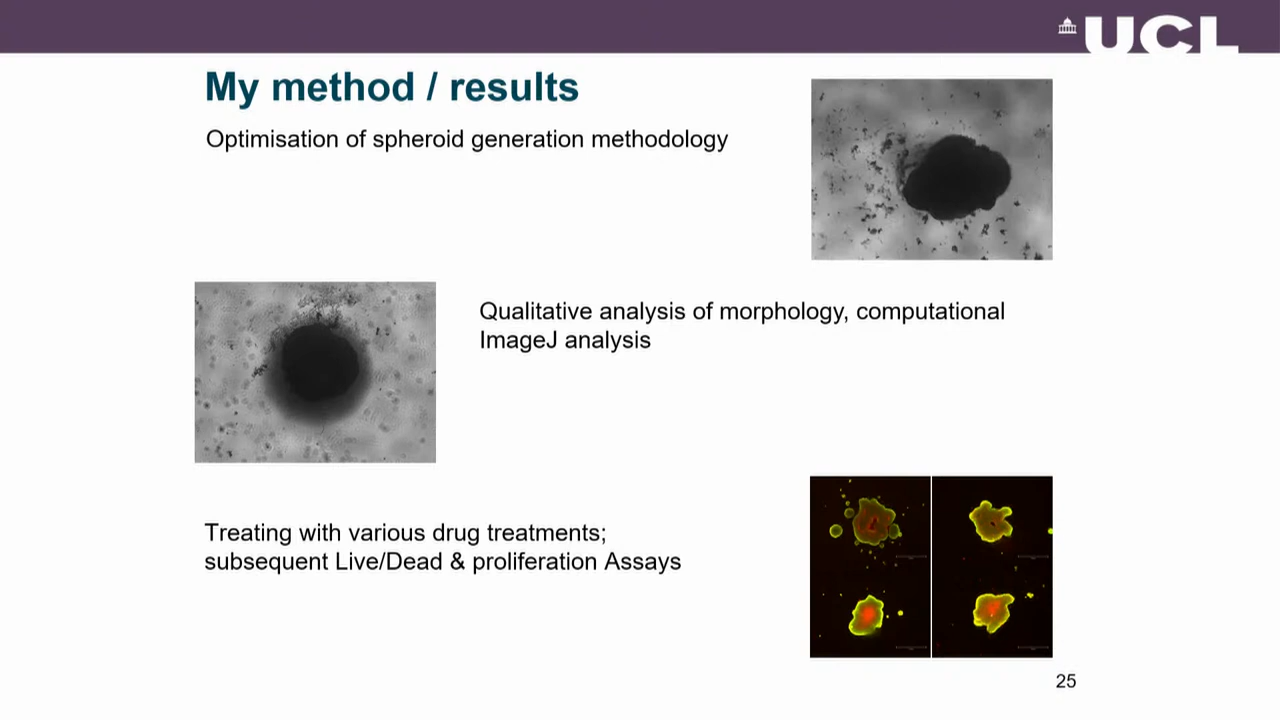 UCL
My method / results
Optimisation of spheroid generation methodology
Qualitative analysis of morphology, computational
ImageJ analysis
Treating with various drug treatments;
subsequent Live/Dead & proliferation Assays
25